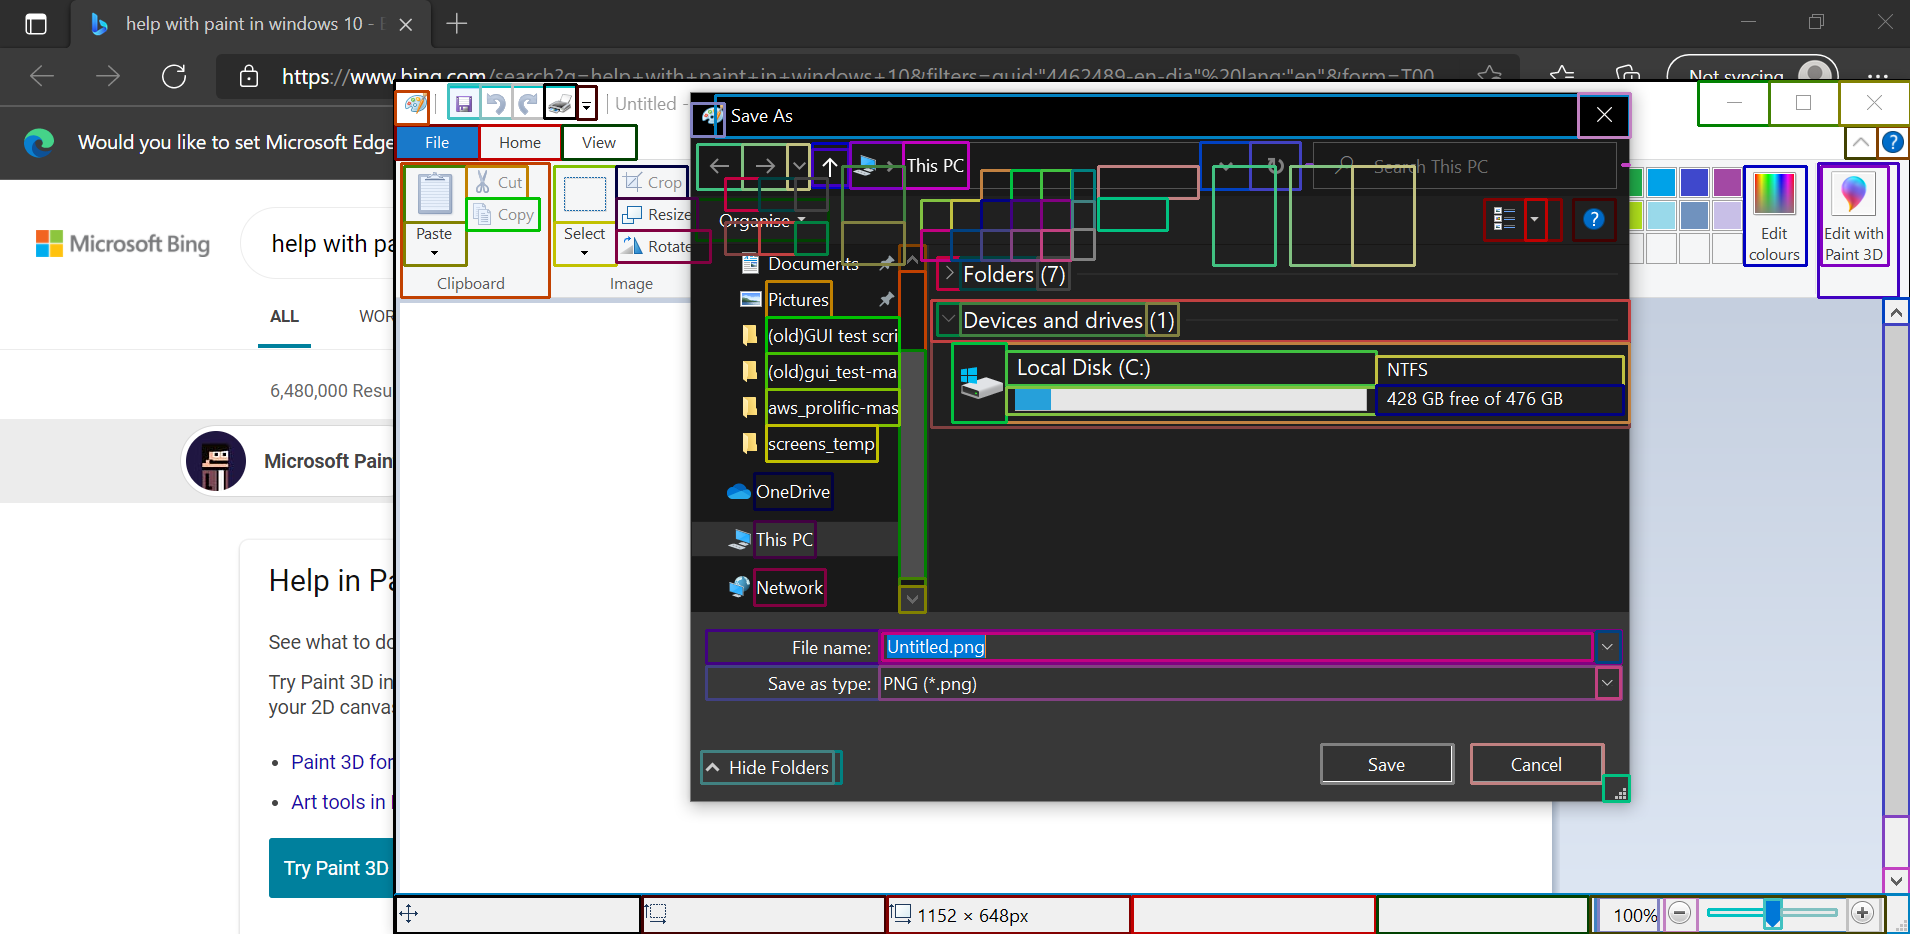 help with paint in windows 10 -
https://www.bing.com/search?q=help+with+paint+in+windows+10&filters=guid:"4462489-en-dia"%20lang:"en"&form=T00
Not syncing
Untitled -
Would you like to set Microsoft Edge
File
Home
View
Save As
This PC
Search This PC
Cut
Copy
Paste
Clipboard
Select
Crop
Resize
Rotate
Image
Organise
Edit colours
Edit with Paint 3D
Microsoft Bing
help with pa
ALL
WOR
6,480,000 Resu
Microsoft Pain
Documents
Pictures
(old)GUI test scri
(old)gui_test-ma
aws_prolific-mas
screens_temp
OneDrive
This PC
Network
Folders (7)
Devices and drives (1)
Local Disk (C:)
NTFS
428 GB free of 476 GB
Help in Pa
See what to do
Try Paint 3D in
your 2D canvas
Paint 3D for
Art tools in
Try Paint 3D
File name:
Untitled.png
Save as type:
PNG (*.png)
Hide Folders
Save
Cancel
1152 × 648px
100%